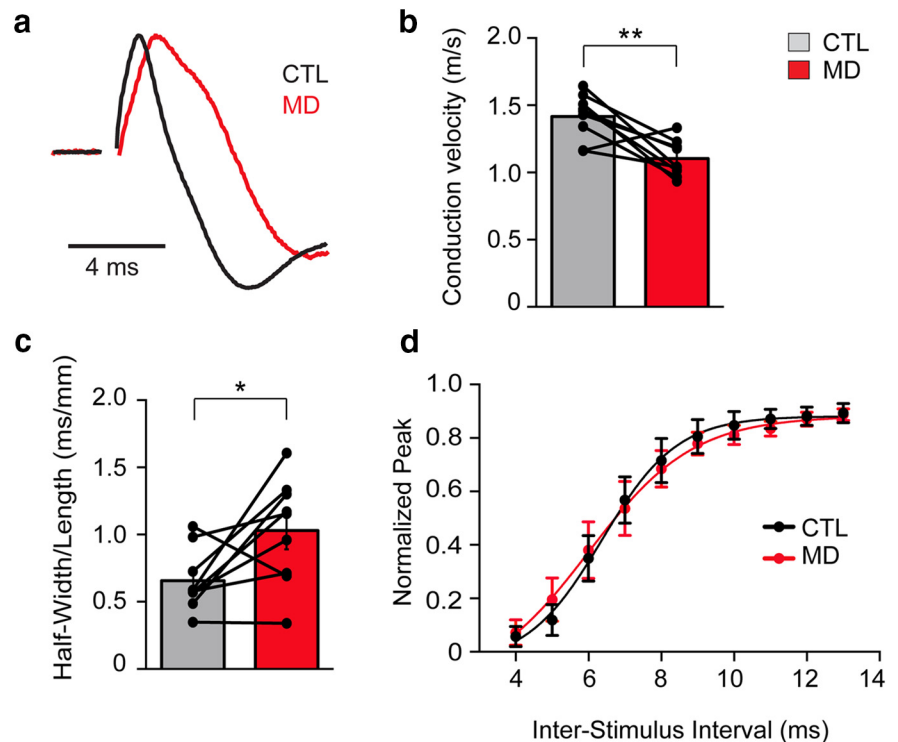 a
CTL
MD
4 ms
b
Conduction velocity (m/s)
2.0
1.5
1.0
0.5
0
**
CTL
MD
c
Half-Width/Length (ms/mm)
2.0
1.5
1.0
0.5
0
*
d
Normalized Peak
1.0
0.8
0.6
0.4
0.2
0
CTL
MD
4 6 8 10 12 14
Inter-Stimulus Interval (ms)